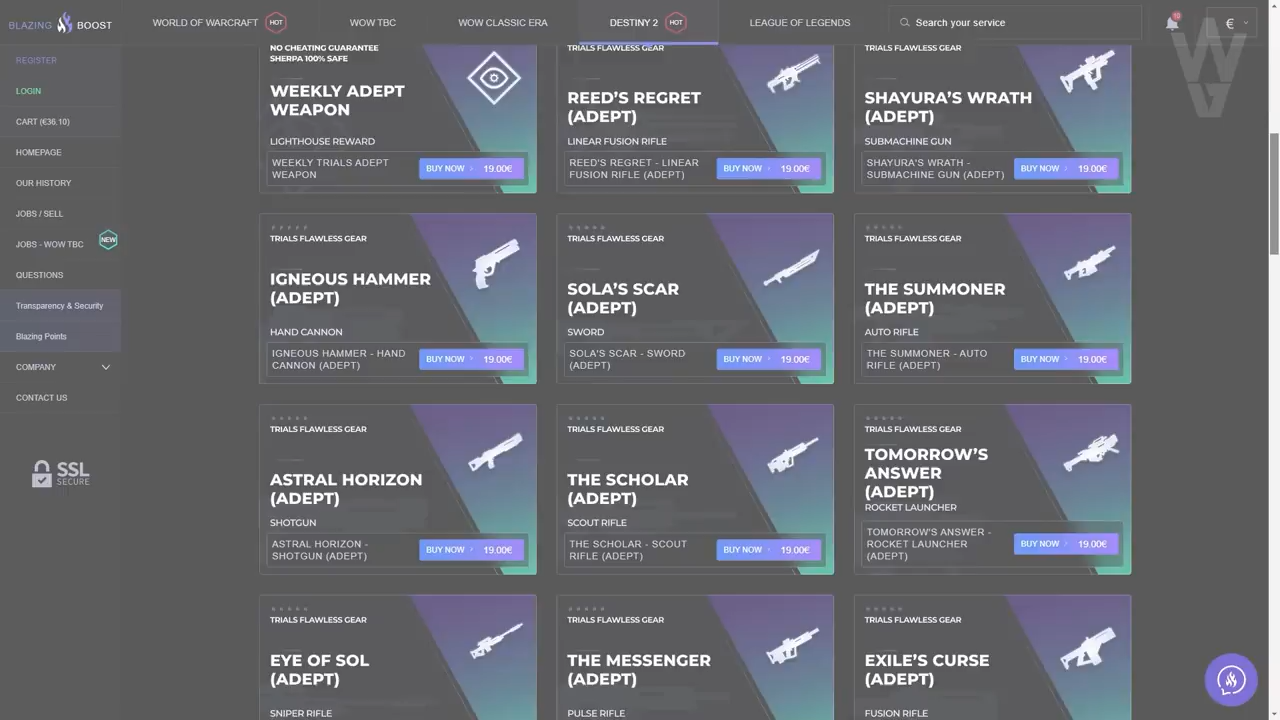 BLAZING BOOST
WORLD OF WARCRAFT HOT
WOW TBC
WOW CLASSIC ERA
DESTINY 2 HOT
LEAGUE OF LEGENDS
Search your service
€
REGISTER
LOGIN
CART (€36.10)
HOMEPAGE
OUR HISTORY
JOBS / SELL
JOBS - WOW TBC NEW
QUESTIONS
Transparency & Security
Blazing Points
COMPANY
CONTACT US
SSL
SECURE
NO CHEATING GUARANTEE
SHERPA 100% SAFE
WEEKLY ADEPT
WEAPON
LIGHTHOUSE REWARD
WEEKLY TRIALS ADEPT
WEAPON
BUY NOW 19.00€
TRIALS FLAWLESS GEAR
REED'S REGRET
(ADEPT)
LINEAR FUSION RIFLE
REED'S REGRET - LINEAR
FUSION RIFLE (ADEPT)
BUY NOW 19.00€
TRIALS FLAWLESS GEAR
SHAYURA'S WRATH
(ADEPT)
SUBMACHINE GUN
SHAYURA'S WRATH -
SUBMACHINE GUN (ADEPT)
BUY NOW 19.00€
TRIALS FLAWLESS GEAR
IGNEOUS HAMMER
(ADEPT)
HAND CANNON
IGNEOUS HAMMER - HAND
CANNON (ADEPT)
BUY NOW 19.00€
TRIALS FLAWLESS GEAR
SOLA'S SCAR
(ADEPT)
SWORD
SOLA'S SCAR - SWORD
(ADEPT)
BUY NOW 19.00€
TRIALS FLAWLESS GEAR
THE SUMMONER
(ADEPT)
AUTO RIFLE
THE SUMMONER - AUTO
RIFLE (ADEPT)
BUY NOW 19.00€
TRIALS FLAWLESS GEAR
ASTRAL HORIZON
(ADEPT)
SHOTGUN
ASTRAL HORIZON -
SHOTGUN (ADEPT)
BUY NOW 19.00€
TRIALS FLAWLESS GEAR
THE SCHOLAR
(ADEPT)
SCOUT RIFLE
THE SCHOLAR - SCOUT
RIFLE (ADEPT)
BUY NOW 19.00€
TRIALS FLAWLESS GEAR
TOMORROW'S
ANSWER
(ADEPT)
ROCKET LAUNCHER
TOMORROW'S ANSWER -
ROCKET LAUNCHER
(ADEPT)
BUY NOW 19.00€
TRIALS FLAWLESS GEAR
EYE OF SOL
(ADEPT)
SNIPER RIFLE
TRIALS FLAWLESS GEAR
THE MESSENGER
(ADEPT)
PULSE RIFLE
TRIALS FLAWLESS GEAR
EXILE'S CURSE
(ADEPT)
FUSION RIFLE